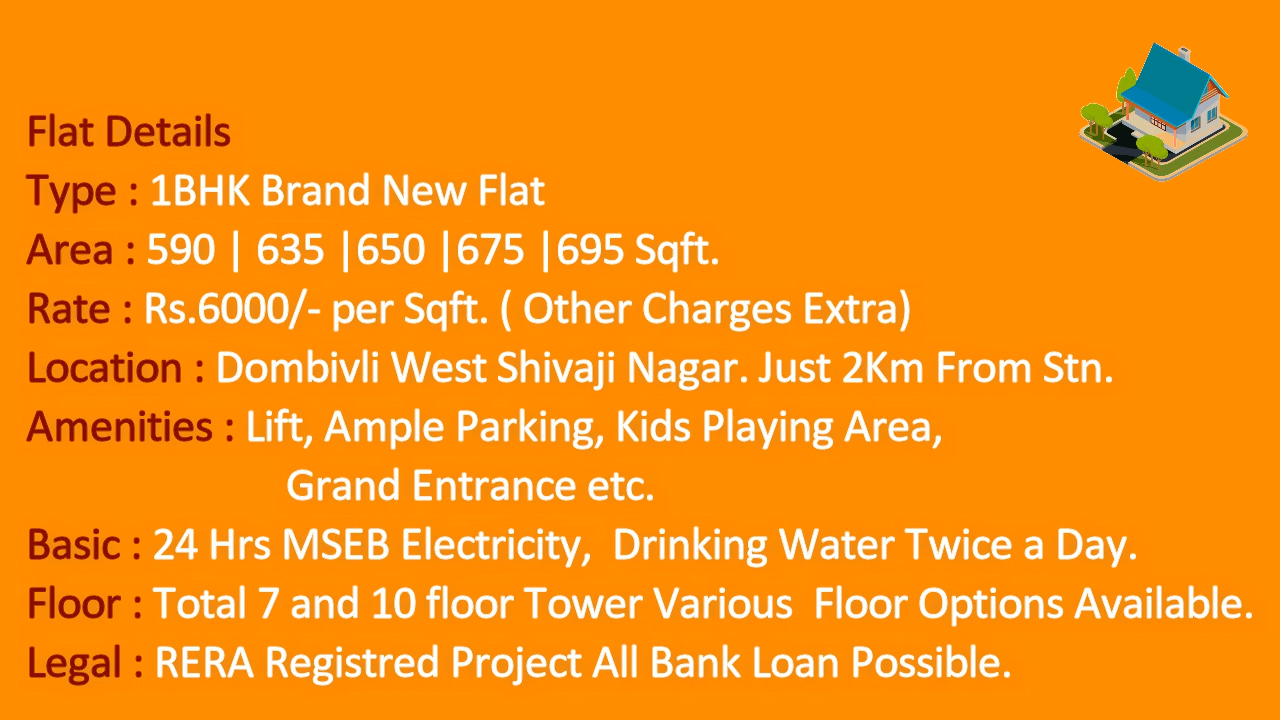 Flat Details
Type : 1BHK Brand New Flat
Area : 590 | 635 |650 |675 |695 Sqft.
Rate : Rs.6000/- per Sqft. ( Other Charges Extra)
Location : Dombivli West Shivaji Nagar. Just 2Km From Stn.
Amenities : Lift, Ample Parking, Kids Playing Area,
Grand Entrance etc.
Basic : 24 Hrs MSEB Electricity,  Drinking Water Twice a Day.
Floor : Total 7 and 10 floor Tower Various  Floor Options Available.
Legal : RERA Registred Project All Bank Loan Possible.